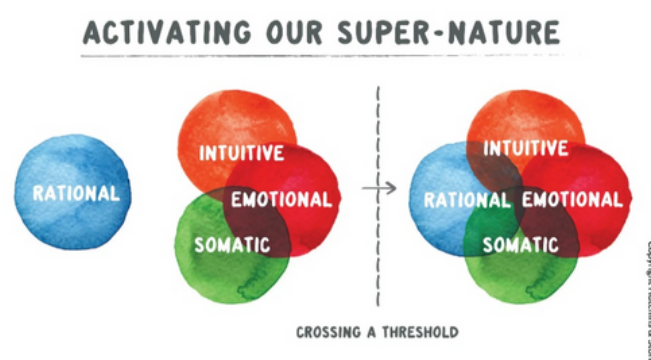 ACTIVATING OUR SUPER-NATURE
RATIONAL
INTUITIVE
EMOTIONAL
SOMATIC
INTUITIVE
RATIONAL
EMOTIONAL
SOMATIC
CROSSING A THRESHOLD